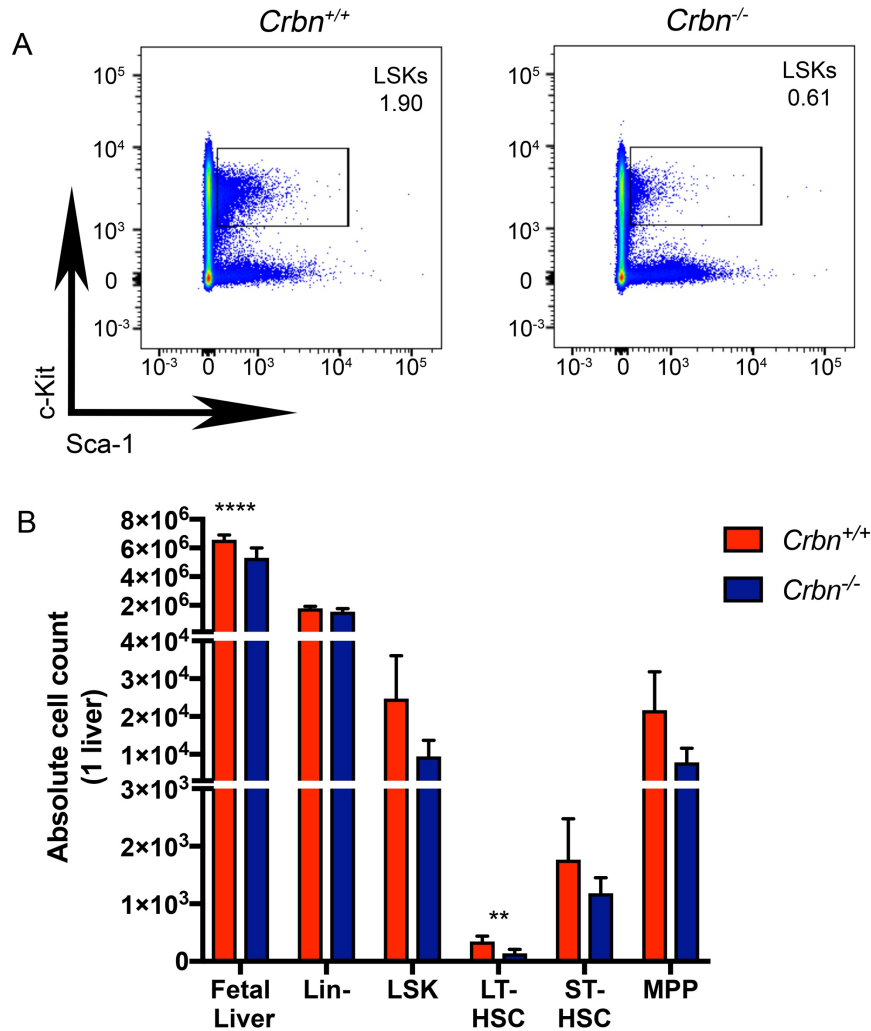 A
Crbn+/+
Crbn-/-
LSKs
1.90
LSKs
0.61
10⁵
10⁴
10³
0
10⁻³
10⁵
10⁴
10³
0
10⁻³
10⁻³ 0 10³ 10⁴ 10⁵
10⁻³ 0 10³ 10⁴ 10⁵
c-Kit
Sca-1
B
****
8×10⁶
6×10⁶
4×10⁶
2×10⁶
4×10⁴
3×10⁴
2×10⁴
1×10⁴
3×10³
2×10³
1×10³
0
Absolute cell count
(1 liver)
**
Crbn+/+
Crbn-/-
Fetal
Liver
Lin-
LSK
LT-
HSC
ST-
HSC
MPP